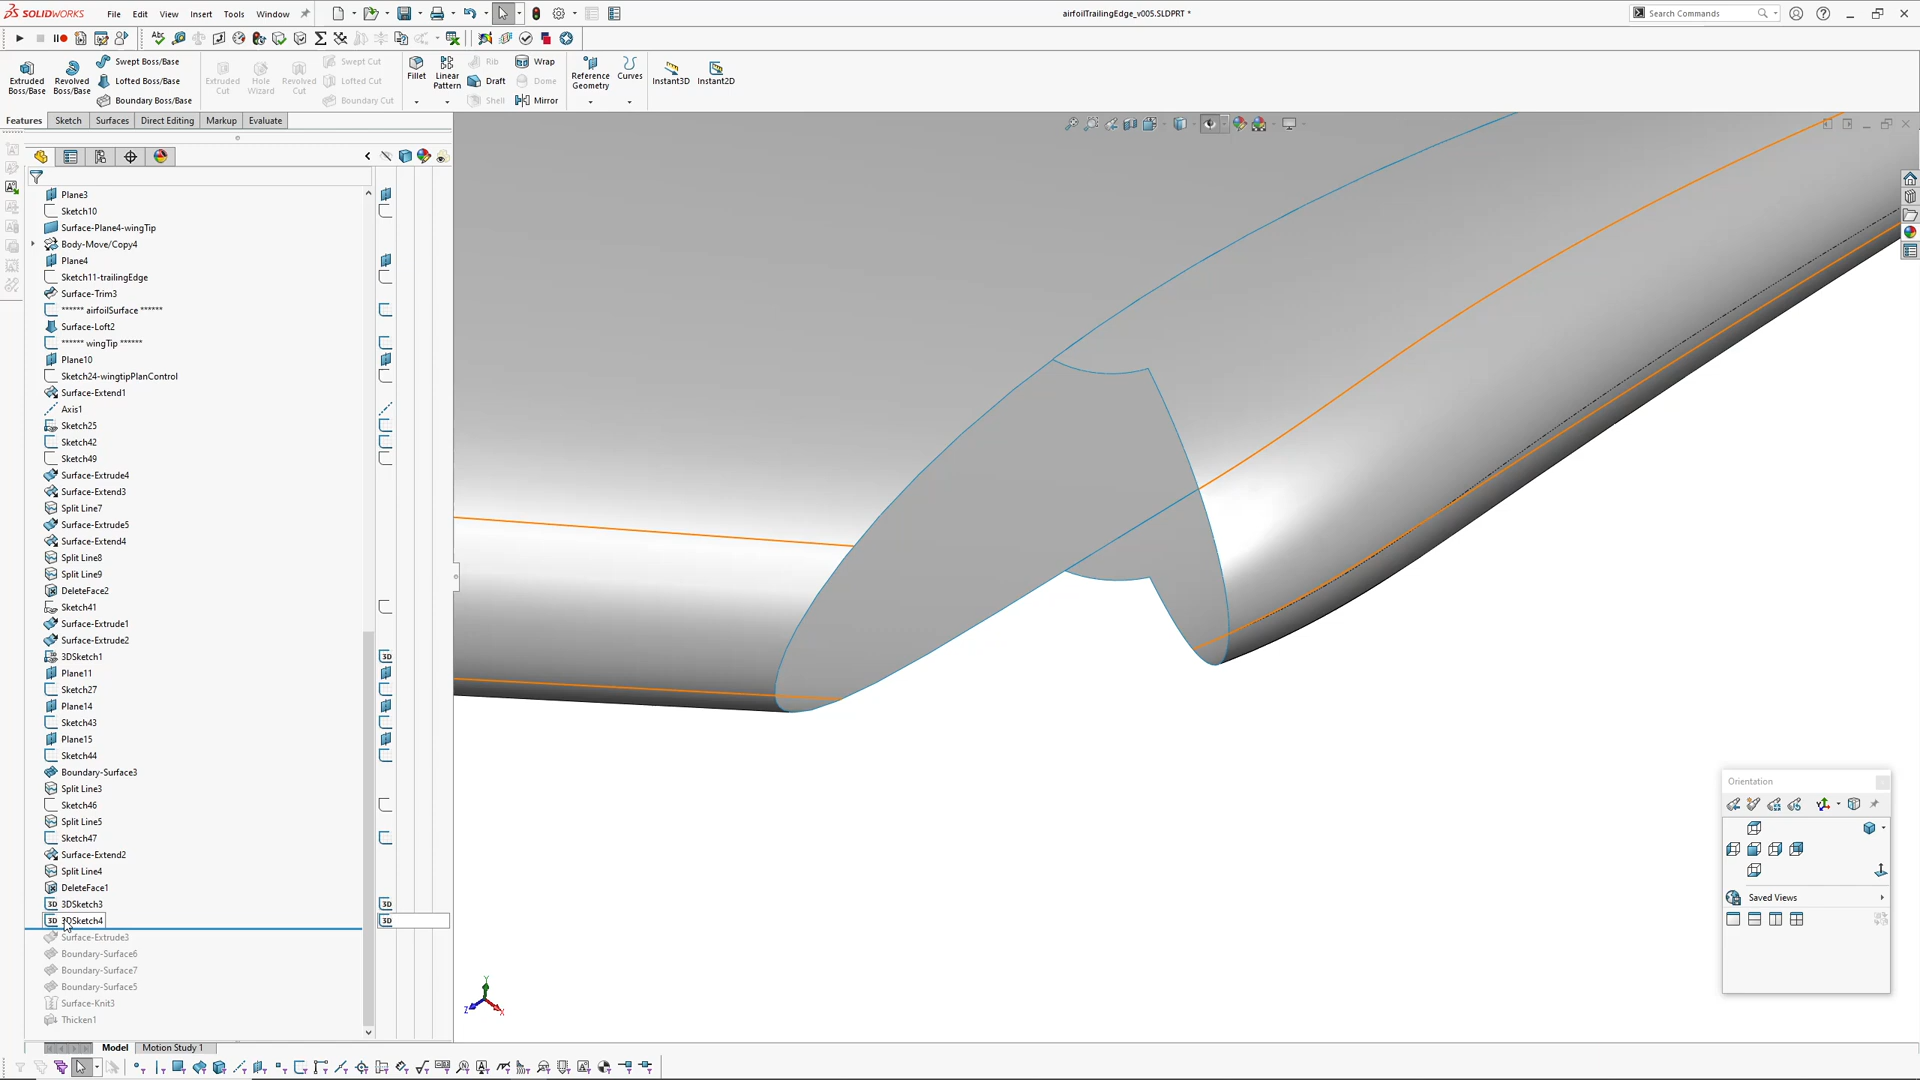 SOLIDWORKS
File
Edit
View
Insert
Tools
Window
airfoilTrailingEdge_v005.SLDPRT *
Search Commands
Extruded
Boss/Base
Revolved
Boss/Base
Swept Boss/Base
Lofted Boss/Base
Boundary Boss/Base
Extruded
Cut
Hole
Wizard
Revolved
Cut
Swept Cut
Lofted Cut
Boundary Cut
Fillet
Linear
Pattern
Rib
Draft
Shell
Wrap
Dome
Mirror
Reference
Geometry
Curves
Instant3D
Instant2D
Features
Sketch
Surfaces
Direct Editing
Markup
Evaluate
Plane3
Sketch10
Surface-Plane4-wingTip
Body-Move/Copy4
Plane4
Sketch11-trailingEdge
Surface-Trim3
****** airfoilSurface ******
Surface-Loft2
****** wingTip ******
Plane10
Sketch24-wingtipPlanControl
Surface-Extend1
Axis1
Sketch25
Sketch42
Sketch49
Surface-Extrude4
Surface-Extend3
Split Line7
Surface-Extrude5
Surface-Extend4
Split Line8
Split Line9
DeleteFace2
Sketch41
Surface-Extrude1
Surface-Extrude2
3DSketch1
Plane11
Sketch27
Plane14
Sketch43
Plane15
Sketch44
Boundary-Surface3
Split Line3
Sketch46
Split Line5
Sketch47
Surface-Extend2
Split Line4
DeleteFace1
3DSketch3
3DSketch4
Surface-Extrude3
Boundary-Surface6
Boundary-Surface7
Boundary-Surface5
Surface-Knit3
Thicken1
Orientation
Saved Views
Y
Z
X
Model
Motion Study 1